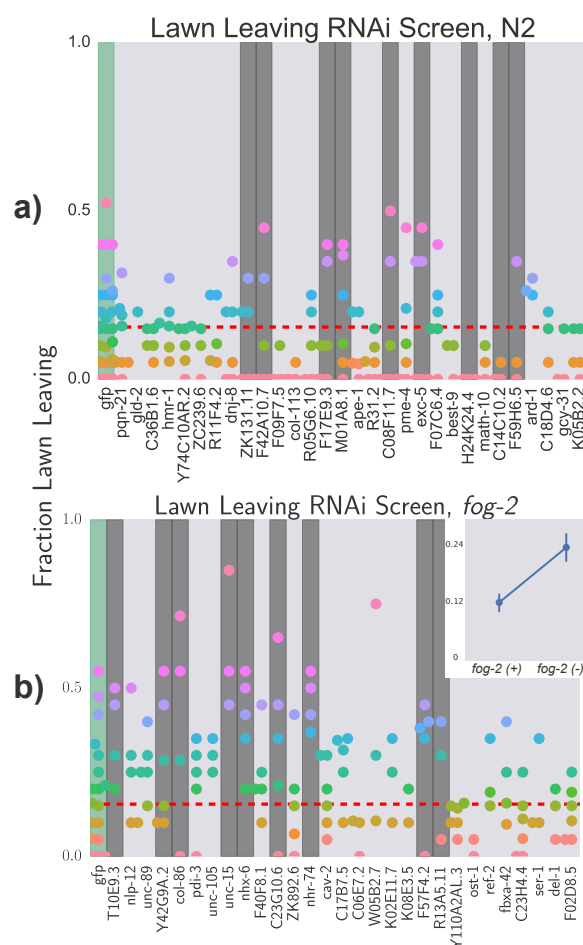 Lawn Leaving RNAi Screen, N2
a)
Fraction Lawn Leaving
1.0
0.5
0.0
gfp
pqn-21
gld-2
C36B1.6
hmr-1
Y74C10AR.2
ZC239.6
R11F4.2
dnj-8
ZK131.11
F42A10.7
F09F7.5
col-113
R05G6.10
F17E9.3
M01A8.1
ape-1
R31.2
C08F11.7
pme-4
exc-5
F07C6.4
best-9
H24K24.4
math-10
C14C10.2
F59H6.5
ard-1
C18D4.6
gcy-31
K05B2.2
Lawn Leaving RNAi Screen, fog-2
b)
1.0
0.5
0.0
0.24
0.12
0
fog-2 (+)
fog-2 (-)
gfp
T10E9.3
nlp-12
unc-89
Y42G9A.2
col-86
pdi-3
unc-105
unc-15
nhx-6
F40F8.1
C23G10.6
ZK892.6
nhr-74
cav-2
C17B7.5
C06E7.2
W05B2.7
K02E11.7
K08E3.5
F57F4.2
R13A5.11
Y110A2AL.3
ost-1
ref-2
fbxa-42
C23H4.4
ser-1
del-1
F02D8.5